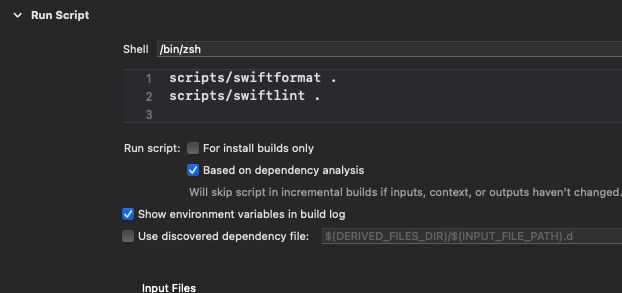 Run Script
Shell /bin/zsh
1 scripts/swiftformat .
2 scripts/swiftlint .
3
Run script: For install builds only
Based on dependency analysis
Will skip script in incremental builds if inputs, context, or outputs haven't changed.
Show environment variables in build log
Use discovered dependency file: $(DERIVED_FILES_DIR)/$(INPUT_FILE_PATH).d
Input Files